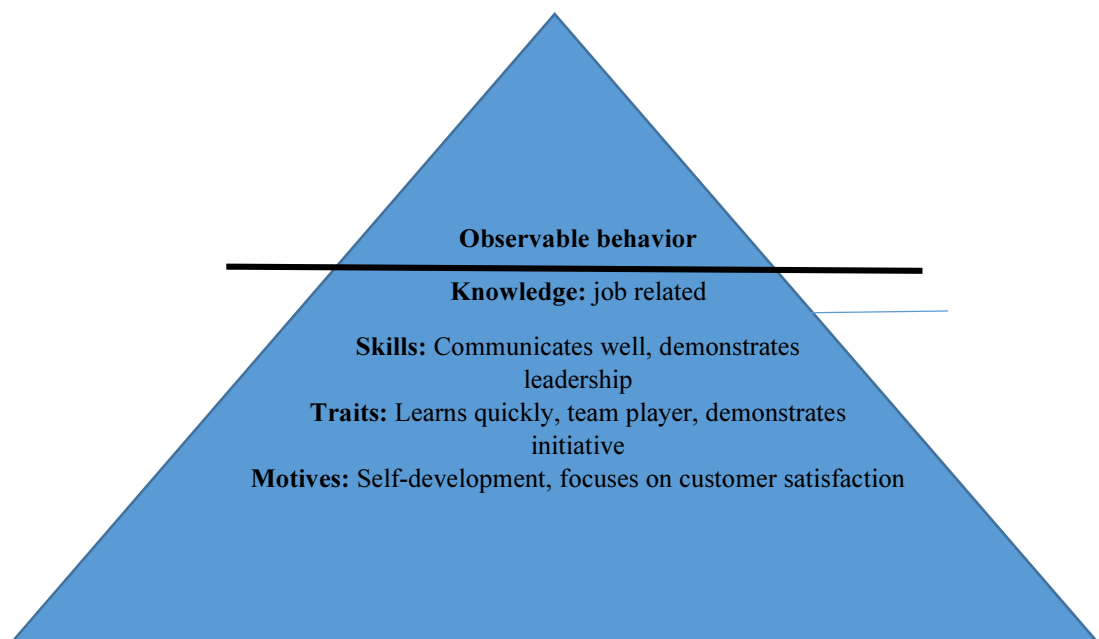 Observable behavior
Knowledge: job related
Skills: Communicates well, demonstrates
leadership
Traits: Learns quickly, team player, demonstrates
initiative
Motives: Self-development, focuses on customer satisfaction